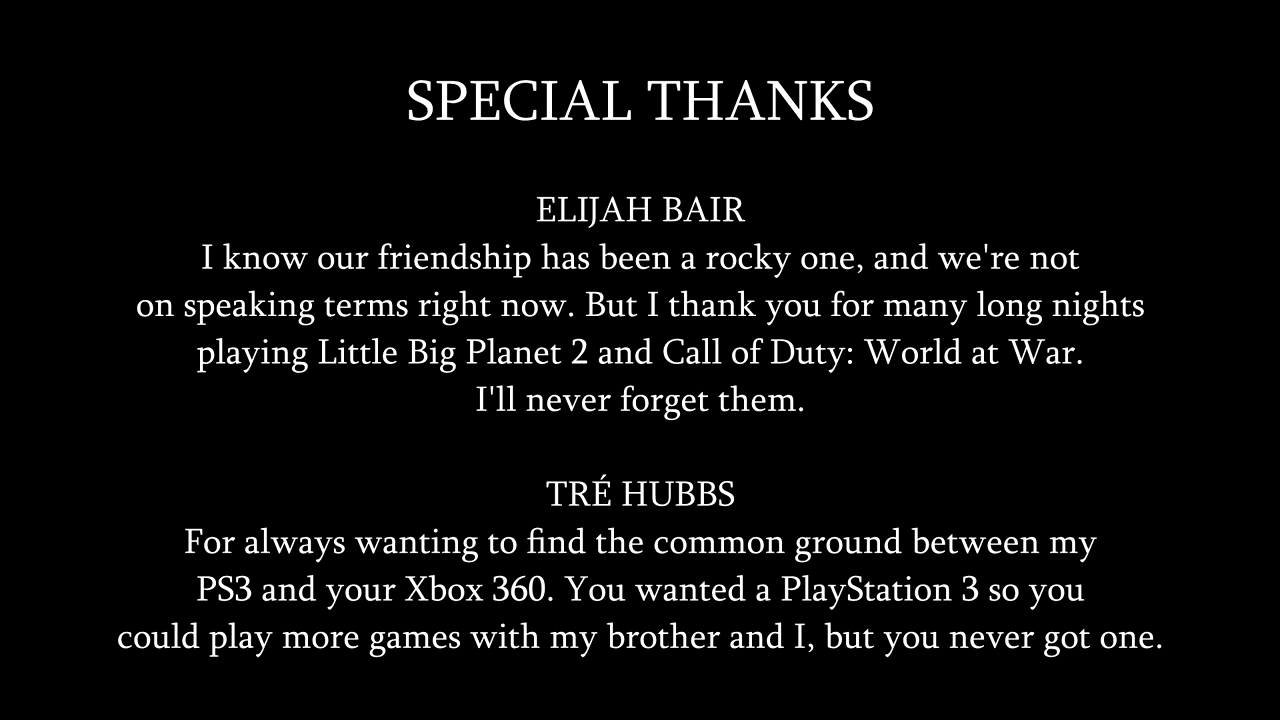 SPECIAL THANKS
ELIJAH BAIR
I know our friendship has been a rocky one, and we're not
on speaking terms right now. But I thank you for many long nights
playing Little Big Planet 2 and Call of Duty: World at War.
I'll never forget them.
TRÉ HUBBS
For always wanting to find the common ground between my
PS3 and your Xbox 360. You wanted a PlayStation 3 so you
could play more games with my brother and I, but you never got one.